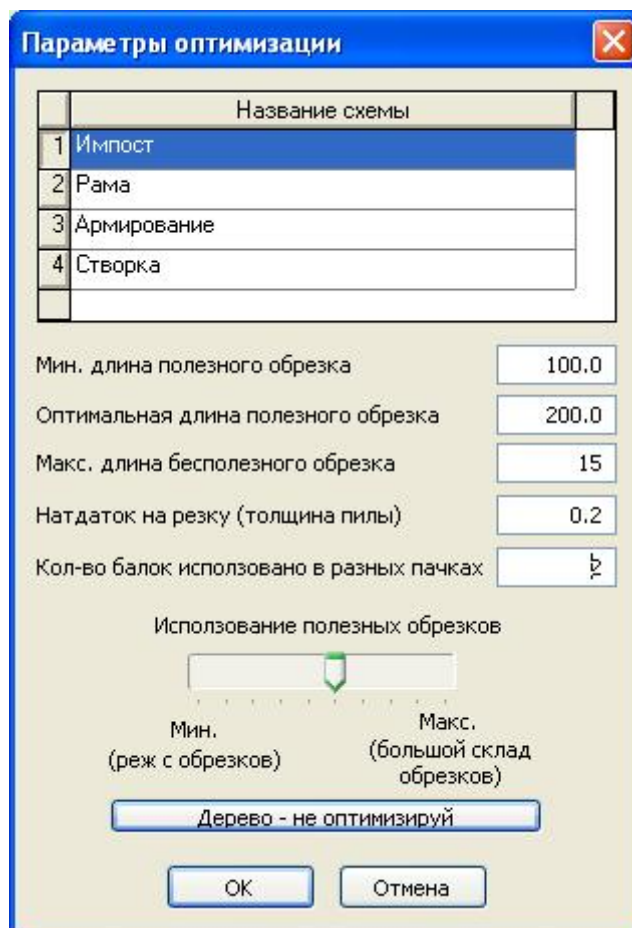 Параметры оптимизации
Название схемы
1 Импост
2 Рама
3 Армирование
4 Створка
Мин. длина полезного обрезка 100.0
Оптимальная длина полезного обрезка 200.0
Макс. длина бесполезного обрезка 15
Натдаток на резку (толщина пилы) 0.2
Кол-во балок исползовано в разных пачках
Исползование полезных обрезков
Мин. Макс.
(реж с обрезков) (большой склад
обрезков)
Дерево - не оптимизируй
OK Отмена